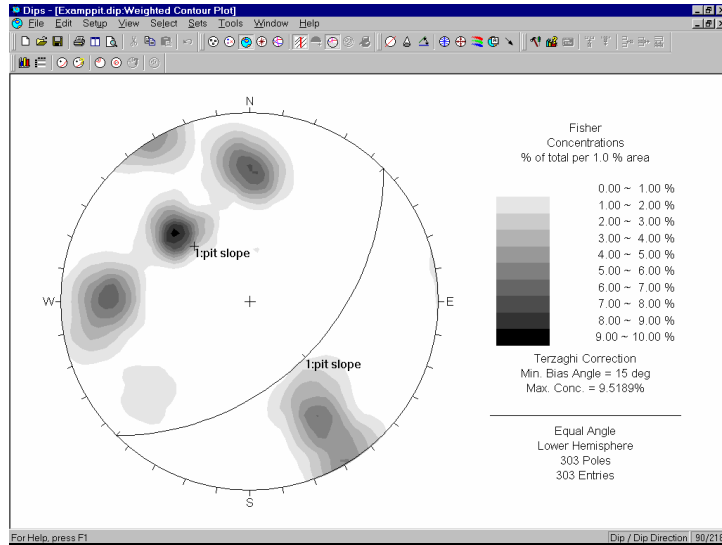 Dips - [Examppit.dip:Weighted Contour Plot]
File Edit Setup View Select Sets Tools Window Help
N
W
E
S
1:pit slope
1:pit slope
Fisher
Concentrations
% of total per 1.0 % area
0.00 ~ 1.00 %
1.00 ~ 2.00 %
2.00 ~ 3.00 %
3.00 ~ 4.00 %
4.00 ~ 5.00 %
5.00 ~ 6.00 %
6.00 ~ 7.00 %
7.00 ~ 8.00 %
8.00 ~ 9.00 %
9.00 ~ 10.00 %
Terzaghi Correction
Min. Bias Angle = 15 deg
Max. Conc. = 9.5189%
Equal Angle
Lower Hemisphere
303 Poles
303 Entries
For Help, press F1
Dip / Dip Direction